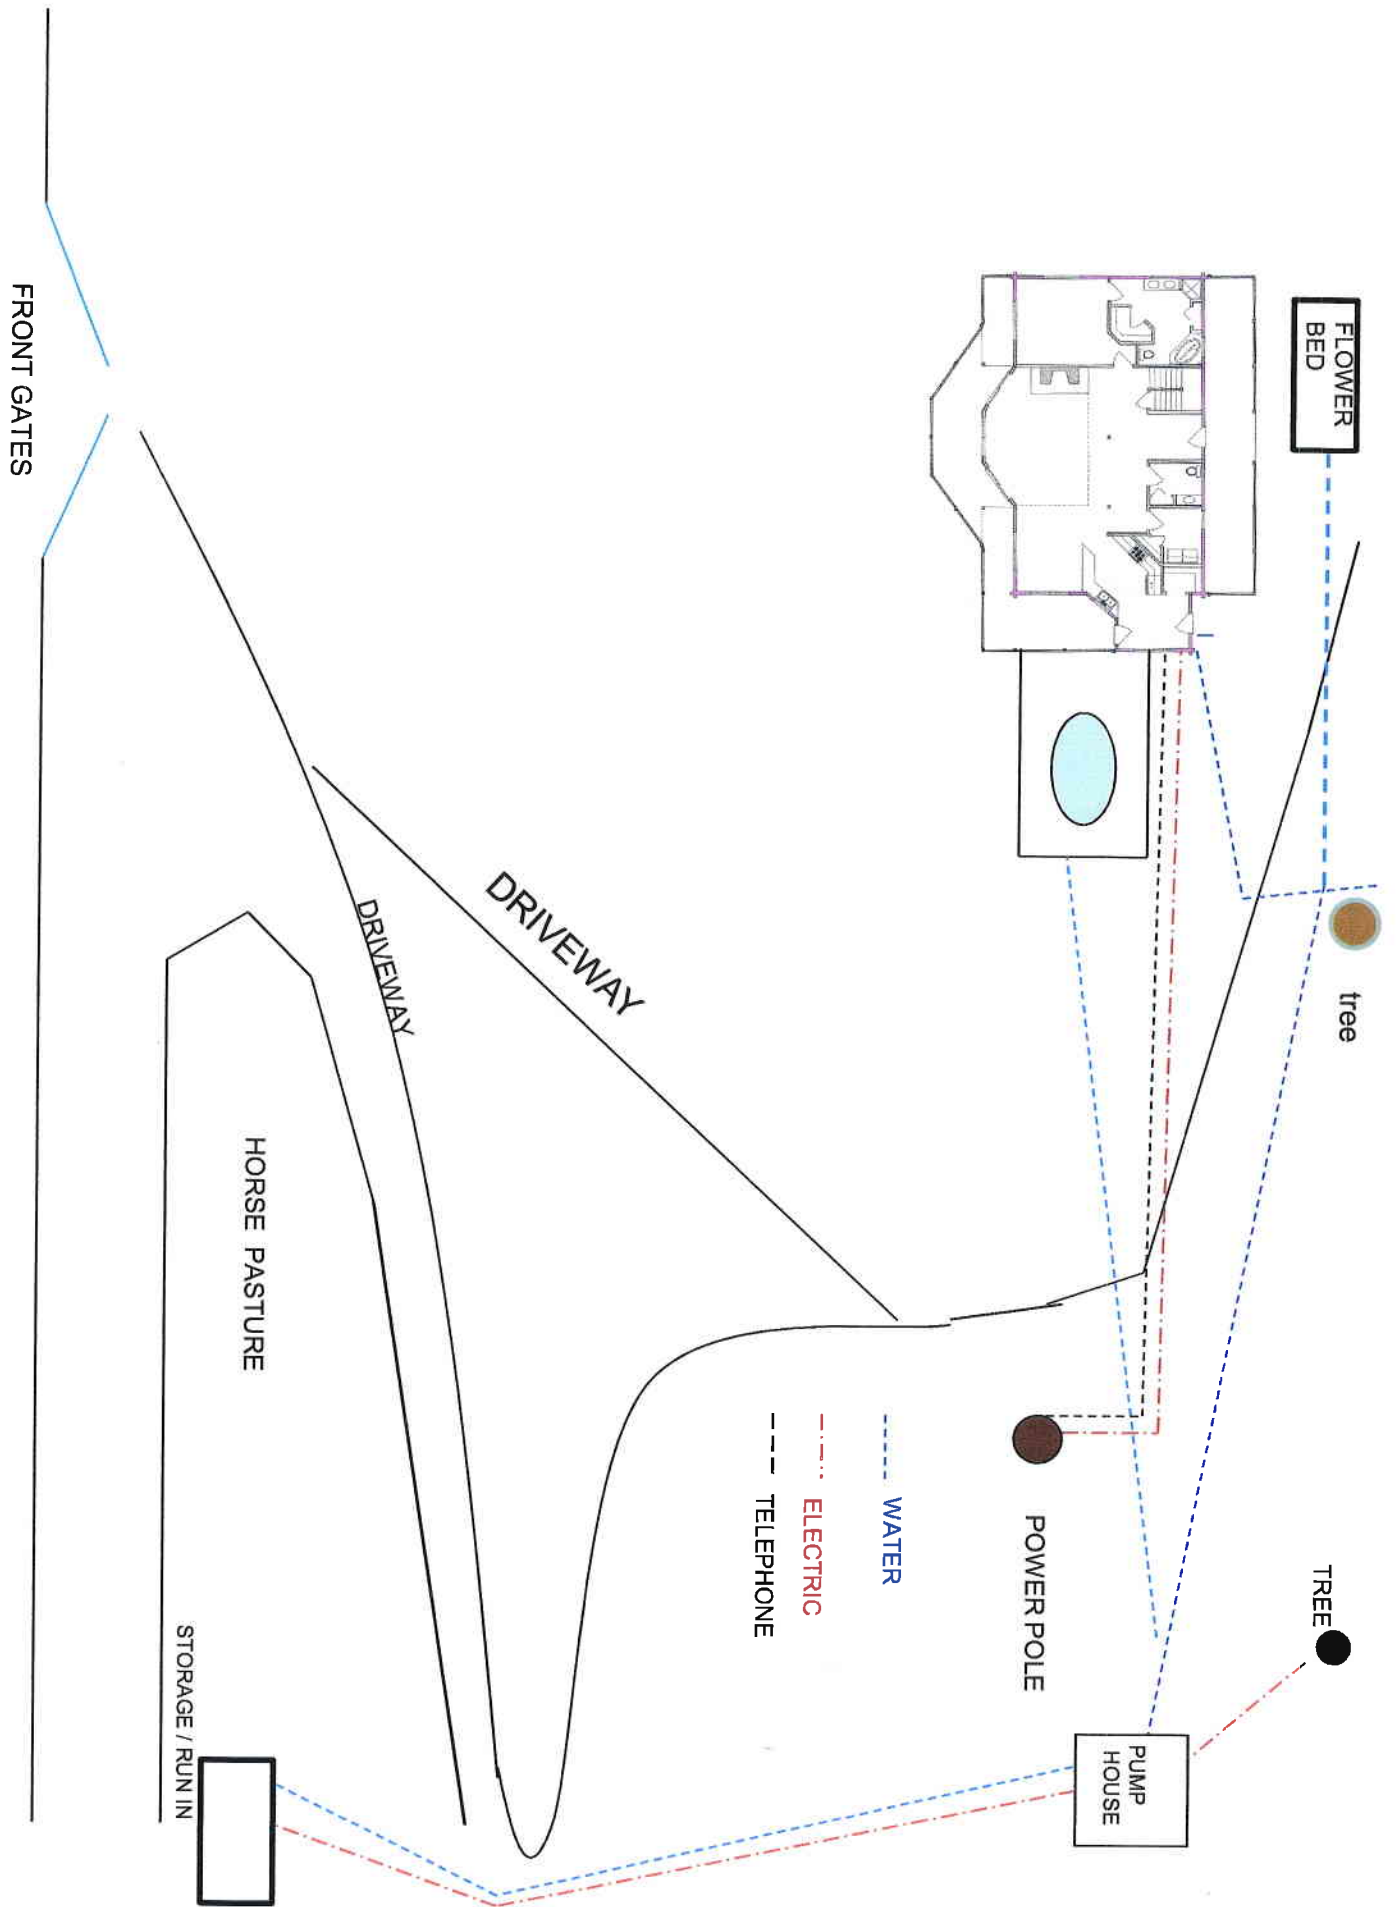 FLOWER
BED
tree
TREE
PUMP
HOUSE
POWER POLE
WATER
ELECTRIC
TELEPHONE
DRIVEWAY
DRIVEWAY
HORSE PASTURE
STORAGE / RUN IN
FRONT GATES